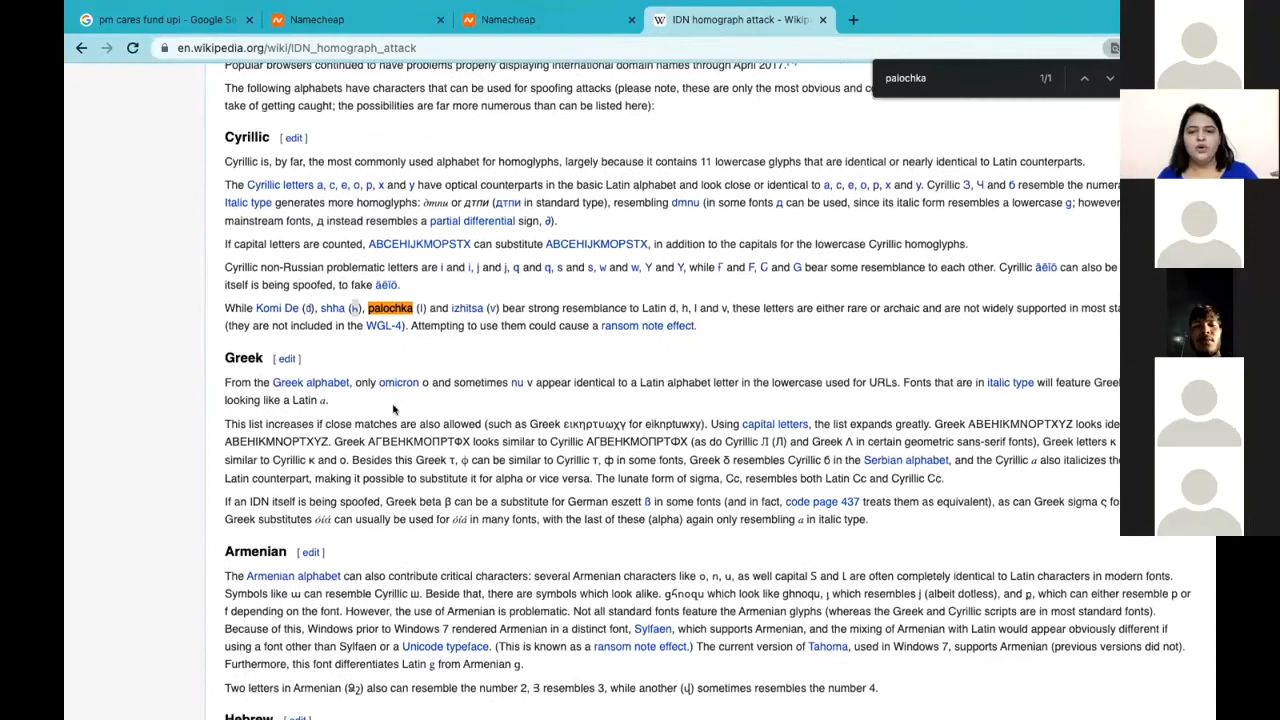 pm cares fund upi - Google Se
Namecheap
Namecheap
IDN homograph attack - Wikip
en.wikipedia.org/wiki/IDN_homograph_attack
palochka
1/1
Popular browsers continued to have problems properly displaying international domain names through April 2017.
The following alphabets have characters that can be used for spoofing attacks (please note, these are only the most obvious and co
take of getting caught; the possibilities are far more numerous than can be listed here):
Cyrillic [ edit ]
Cyrillic is, by far, the most commonly used alphabet for homoglyphs, largely because it contains 11 lowercase glyphs that are identical or nearly identical to Latin counterparts.
The Cyrillic letters а, с, е, о, р, х and у have optical counterparts in the basic Latin alphabet and look close or identical to a, c, e, o, p, x and y. Cyrillic З, Ч and б resemble the numera
Italic type generates more homoglyphs: дтпи or дтпи (дтпи in standard type), resembling dmnu (in some fonts д can be used, since its italic form resembles a lowercase g; however
mainstream fonts, д instead resembles a partial differential sign, ∂).
If capital letters are counted, АВСЕНІЈКМОРЅТХ can substitute ABCEHIJKMOPSTX, in addition to the capitals for the lowercase Cyrillic homoglyphs.
Cyrillic non-Russian problematic letters are і and i, ј and j, ԛ and q, ѕ and s, ԝ and w, Ү and Y, while Ғ and F, Ԍ and G bear some resemblance to each other. Cyrillic ӓёїӧ can also be
itself is being spoofed, to fake äëïö.
While Komi De (ԁ), shha (һ), palochka (ӏ) and izhitsa (ѵ) bear strong resemblance to Latin d, h, l and v, these letters are either rare or archaic and are not widely supported in most sta
(they are not included in the WGL-4). Attempting to use them could cause a ransom note effect.
Greek [ edit ]
From the Greek alphabet, only omicron ο and sometimes nu ν appear identical to a Latin alphabet letter in the lowercase used for URLs. Fonts that are in italic type will feature Gree
looking like a Latin a.
This list increases if close matches are also allowed (such as Greek εικηρτυωχγ for eiknptuwxy). Using capital letters, the list expands greatly. Greek ΑΒΕΗΙΚΜΝΟΡΤΧΥΖ looks ide
ABEHIKMNOPTXYZ. Greek ΑΓΒΕΗΚΜΟΠΡΤΦΧ looks similar to Cyrillic АГВЕНКМОПРТФХ (as do Cyrillic Л (Л) and Greek Λ in certain geometric sans-serif fonts), Greek letters κ
similar to Cyrillic к and о. Besides this Greek τ, φ can be similar to Cyrillic т, ф in some fonts, Greek δ resembles Cyrillic б in the Serbian alphabet, and the Cyrillic а also italicizes the
Latin counterpart, making it possible to substitute it for alpha or vice versa. The lunate form of sigma, Ϲϲ, resembles both Latin Cc and Cyrillic Сс.
If an IDN itself is being spoofed, Greek beta β can be a substitute for German eszett ß in some fonts (and in fact, code page 437 treats them as equivalent), as can Greek sigma ς fo
Greek substitutes όίά can usually be used for óíá in many fonts, with the last of these (alpha) again only resembling a in italic type.
Armenian [ edit ]
The Armenian alphabet can also contribute critical characters: several Armenian characters like օ, ո, ս, as well capital Տ and Լ are often completely identical to Latin characters in modern fonts.
Symbols like ա can resemble Cyrillic ш. Beside that, there are symbols which look alike. ցհոօզս which look like ghnoqu, յ which resembles j (albeit dotless), and ք, which can either resemble p or
f depending on the font. However, the use of Armenian is problematic. Not all standard fonts feature the Armenian glyphs (whereas the Greek and Cyrillic scripts are in most standard fonts).
Because of this, Windows prior to Windows 7 rendered Armenian in a distinct font, Sylfaen, which supports Armenian, and the mixing of Armenian with Latin would appear obviously different if
using a font other than Sylfaen or a Unicode typeface. (This is known as a ransom note effect.) The current version of Tahoma, used in Windows 7, supports Armenian (previous versions did not).
Furthermore, this font differentiates Latin g from Armenian ց.
Two letters in Armenian (Ձշ) also can resemble the number 2, Յ resembles 3, while another (վ) sometimes resembles the number 4.
Hebrew [ edit ]